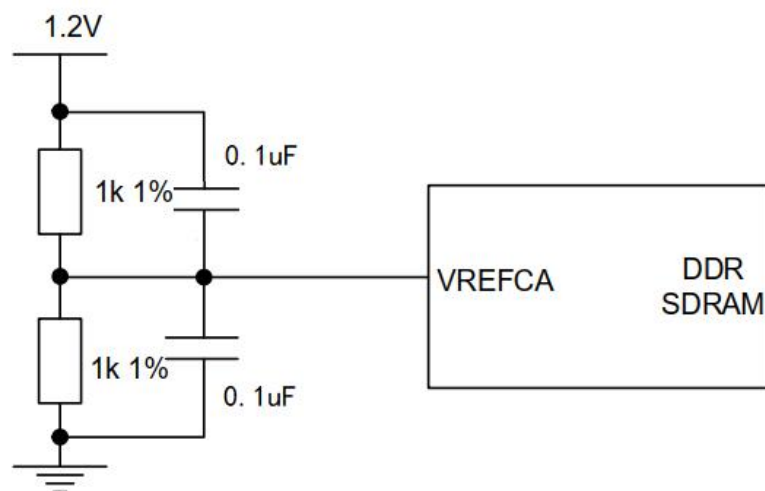 1.2V
0. 1uF
1k 1%
VREFCA
DDR
SDRAM
1k 1%
0. 1uF